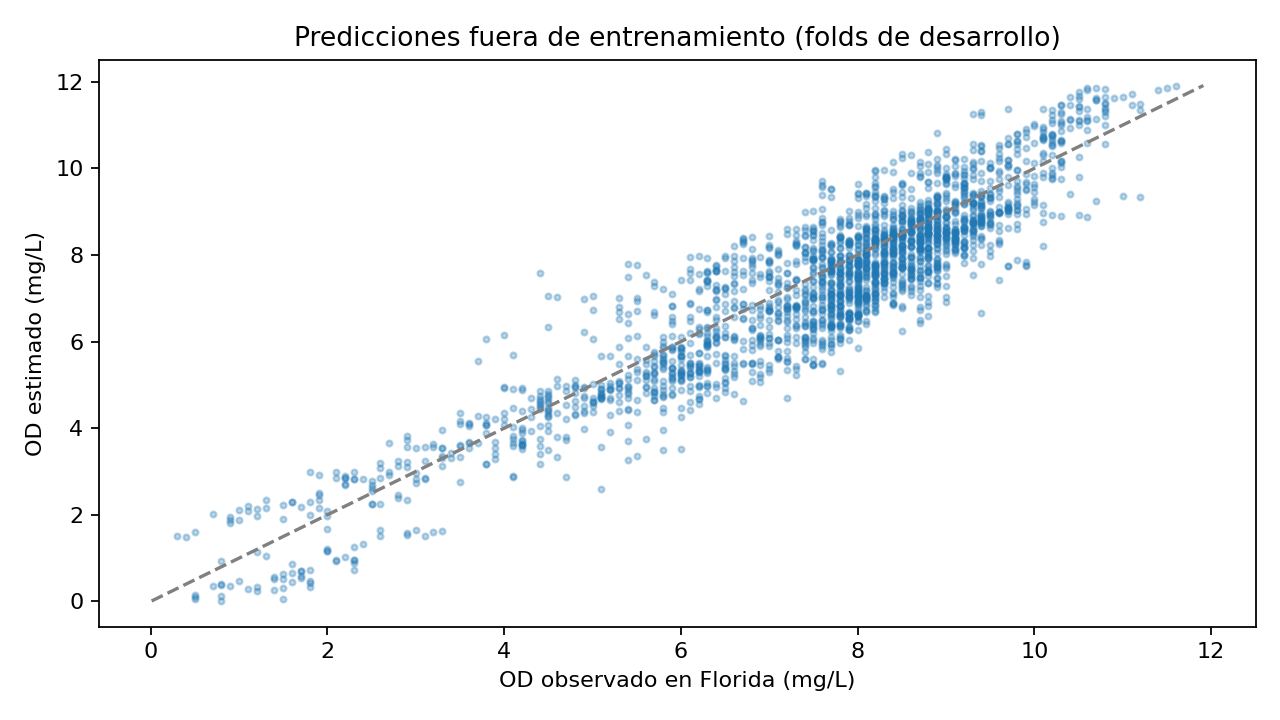 Predicciones fuera de entrenamiento (folds de desarrollo)
OD estimado (mg/L)
12
10
8
6
4
2
0
0 2 4 6 8 10 12
OD observado en Florida (mg/L)